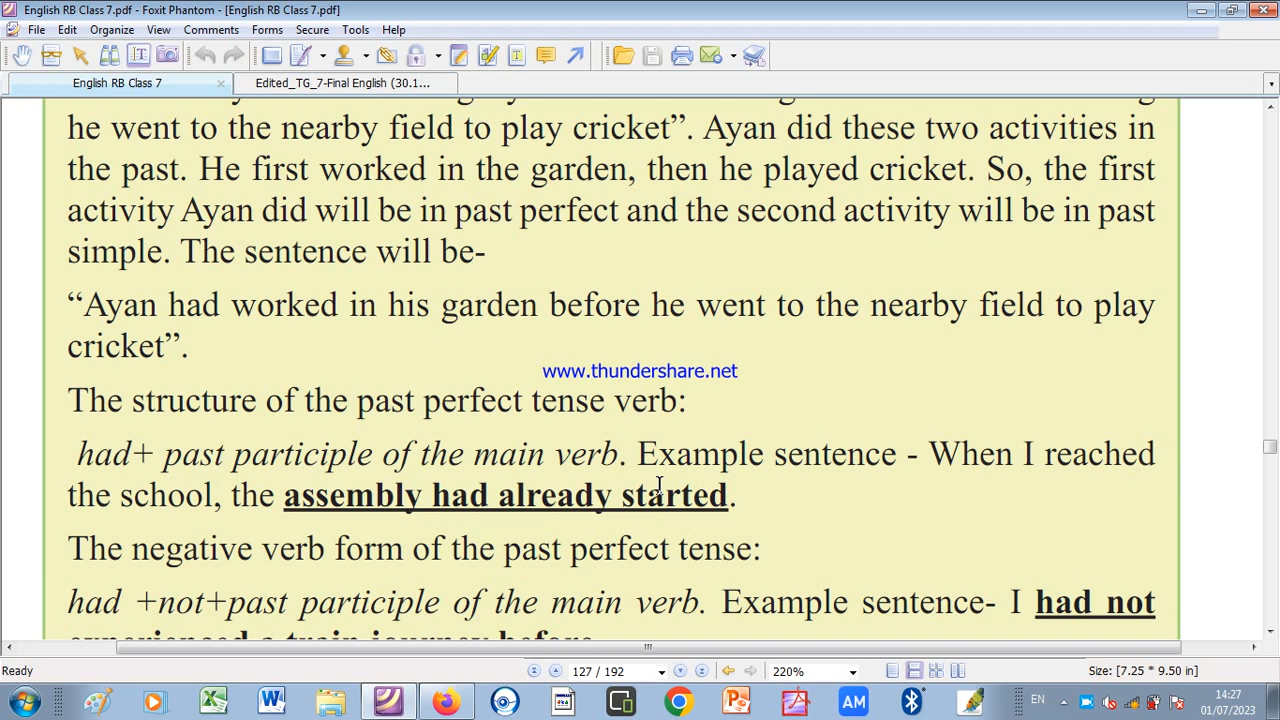 English RB Class 7.pdf - Foxit Phantom - [English RB Class 7.pdf]
File Edit Organize View Comments Forms Secure Tools Help
English RB Class 7
Edited_TG_7-Final English (30.1...
he went to the nearby field to play cricket”. Ayan did these two activities in
the past. He first worked in the garden, then he played cricket. So, the first
activity Ayan did will be in past perfect and the second activity will be in past
simple. The sentence will be-
“Ayan had worked in his garden before he went to the nearby field to play
cricket”.
www.thundershare.net
The structure of the past perfect tense verb:
had+ past participle of the main verb. Example sentence - When I reached
the school, the assembly had already started.
The negative verb form of the past perfect tense:
had +not+past participle of the main verb. Example sentence- I had not
experienced a train journey before
Ready
127 / 192
220%
Size: [7.25 * 9.50 in]
EN
14:27
01/07/2023